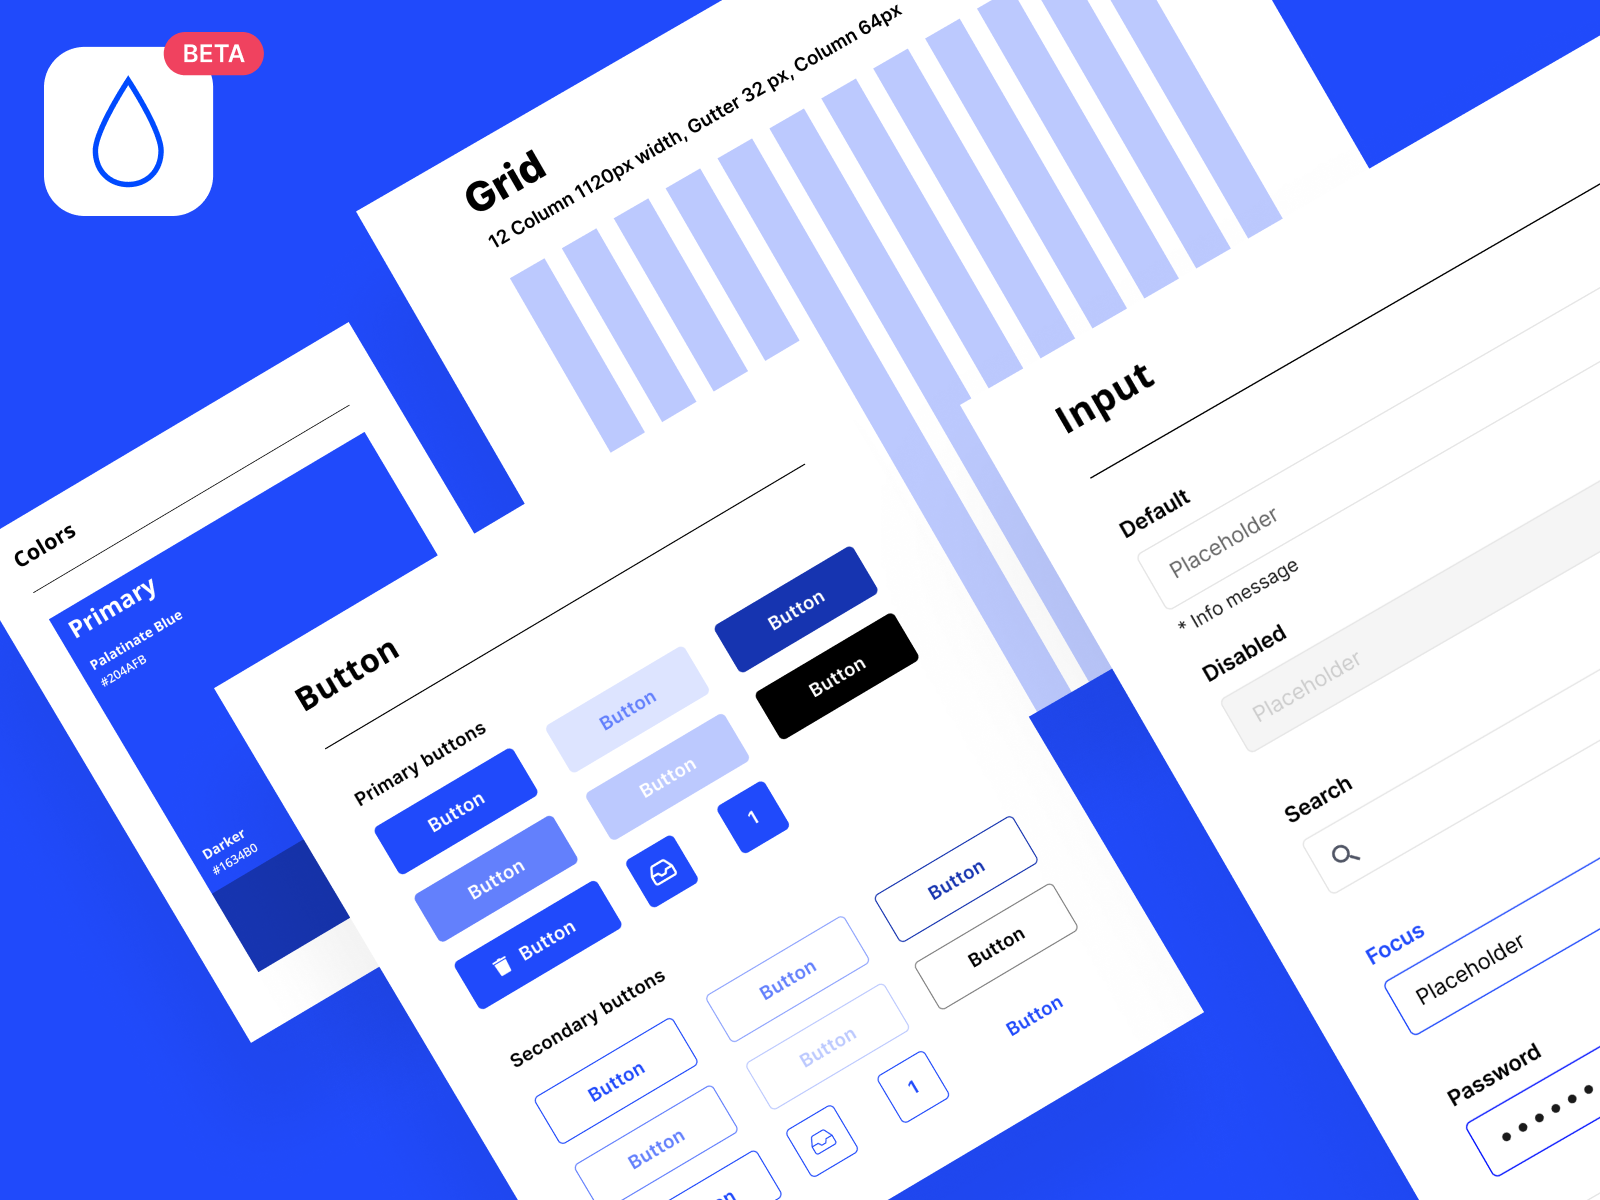 BETA
Grid
12 Column 1120px width, Gutter 32 px, Column 64px
Colors
Primary
Palatinate Blue
#204AFB
Darker
#1634B0
Button
Primary buttons
Button
Button
Button
Button
Button
Button
Button
1
Secondary buttons
Button
Button
Button
Button
Button
Button
1
Button
Input
Default
Placeholder
* Info message
Disabled
Placeholder
Search
Focus
Placeholder
Password